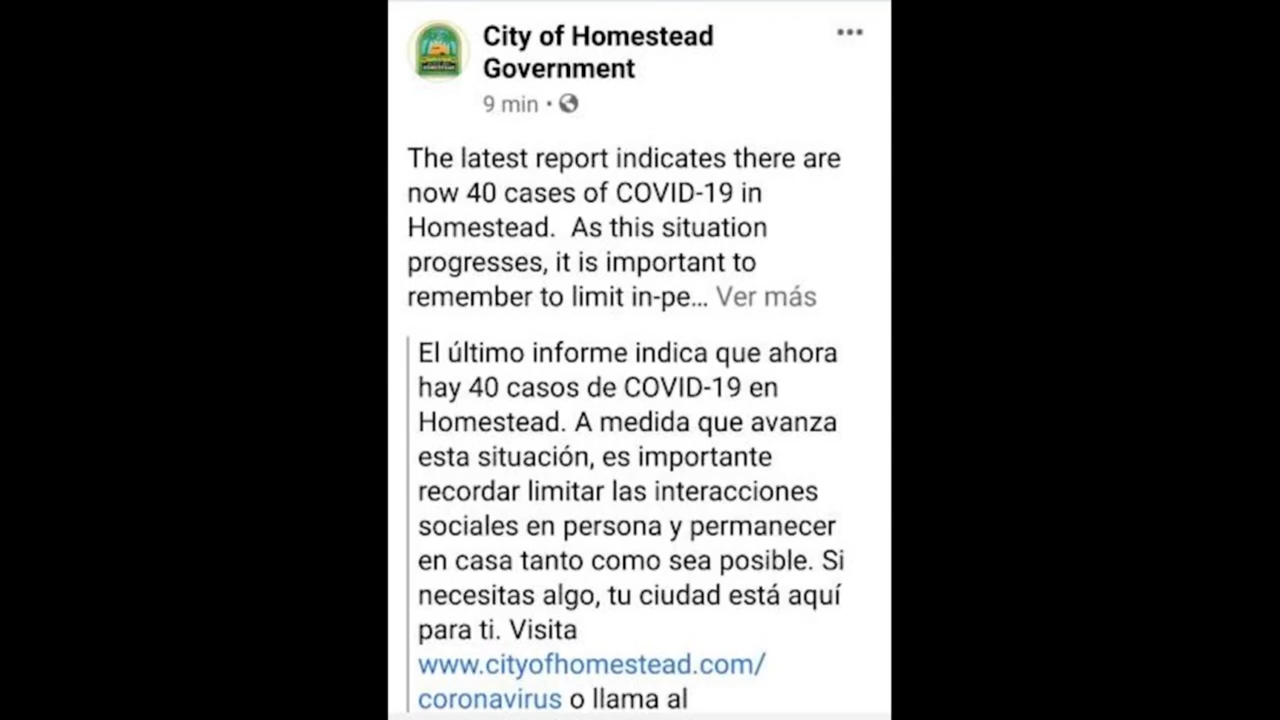 City of Homestead
Government
9 min •
The latest report indicates there are
now 40 cases of COVID-19 in
Homestead.  As this situation
progresses, it is important to
remember to limit in-pe... Ver más
El último informe indica que ahora
hay 40 casos de COVID-19 en
Homestead. A medida que avanza
esta situación, es importante
recordar limitar las interacciones
sociales en persona y permanecer
en casa tanto como sea posible. Si
necesitas algo, tu ciudad está aquí
para ti. Visita
www.cityofhomestead.com/
coronavirus o llama al